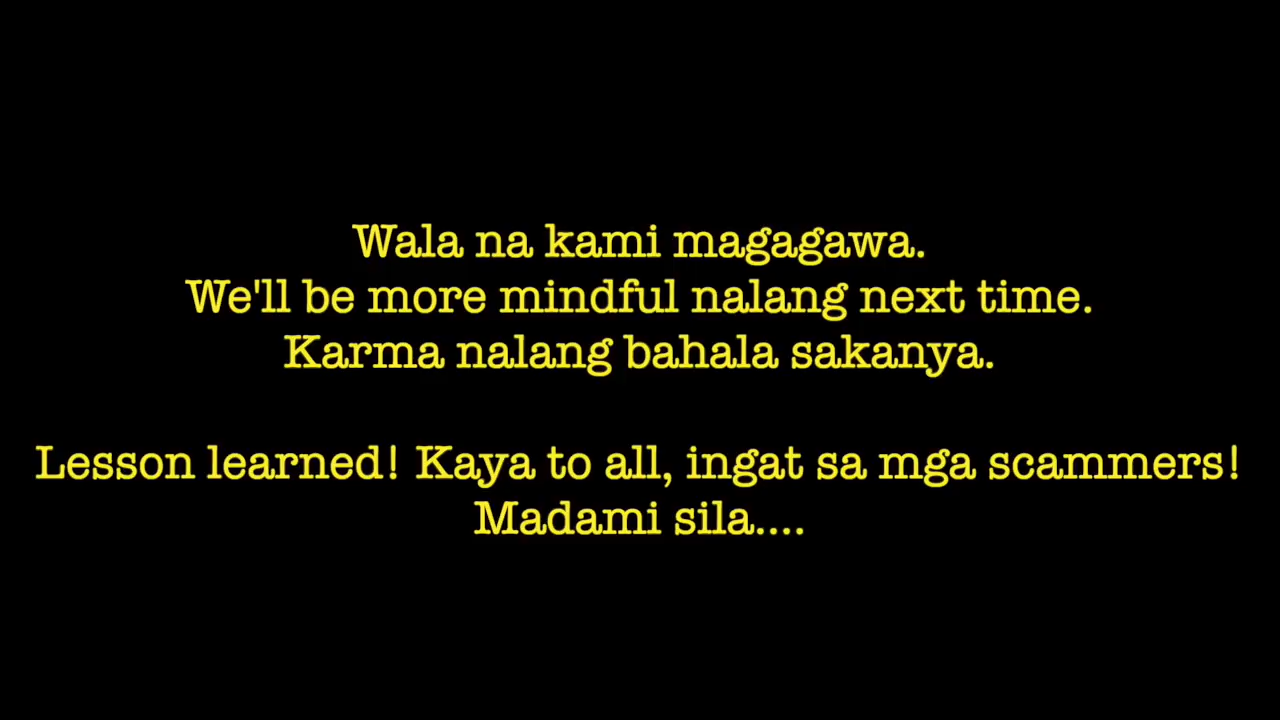 Wala na kami magagawa.
We'll be more mindful nalang next time.
Karma nalang bahala sakanya.
Lesson learned! Kaya to all, ingat sa mga scammers!
Madami sila....